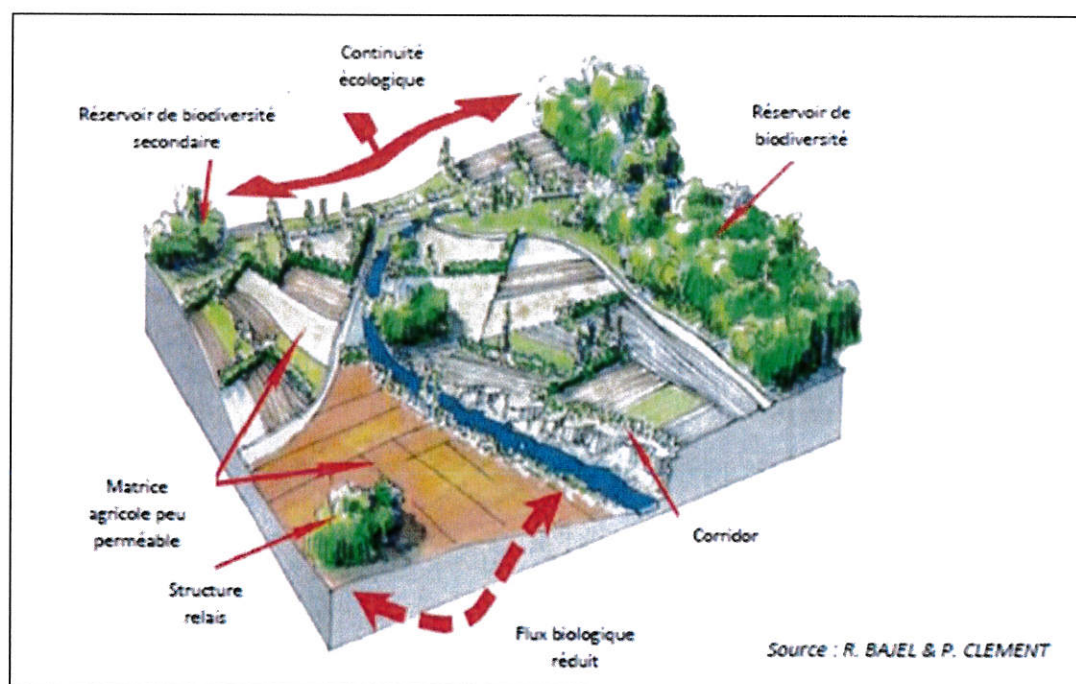 Continuité
écologique
Réservoir de biodiversité
secondaire
Réservoir de
biodiversité
Matrice
agricole peu
perméable
Structure
relais
Corridor
Flux biologique
réduit
Source : R. BAJEL & P. CLEMENT